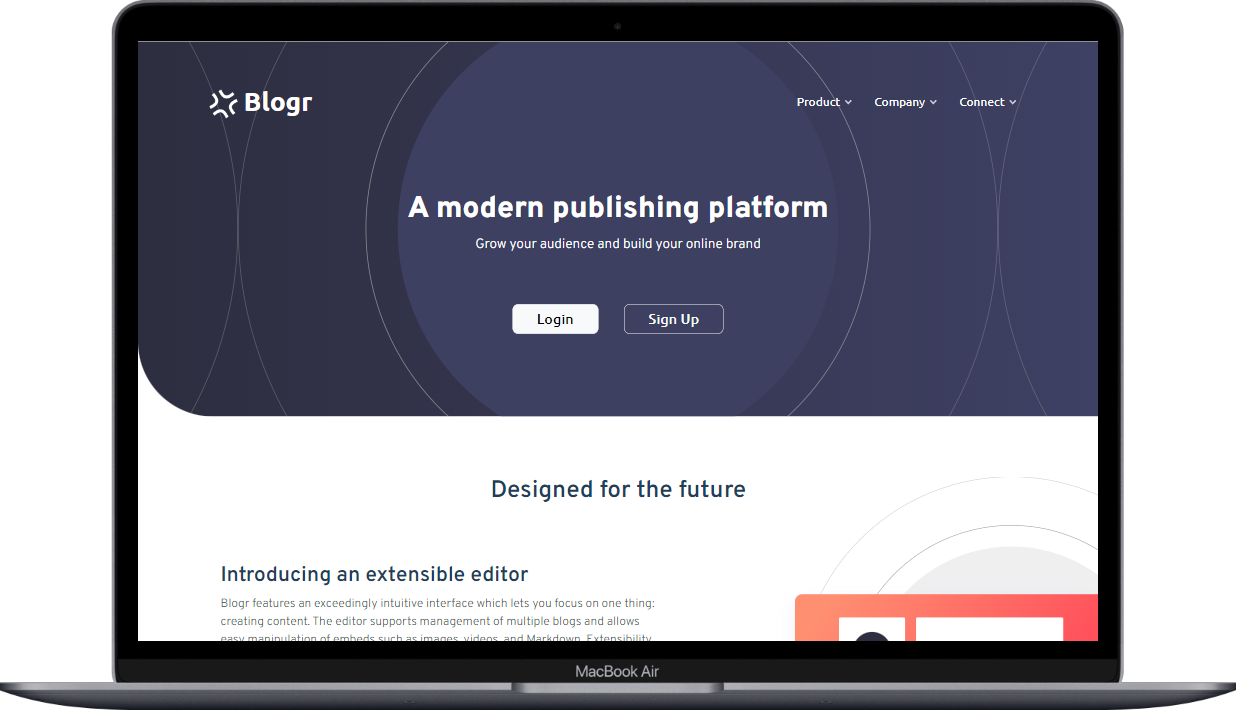 Blogr
Product Company Connect
A modern publishing platform
Grow your audience and build your online brand
Login Sign Up
Designed for the future
Introducing an extensible editor
Blogr features an exceedingly intuitive interface which lets you focus on one thing:
creating content. The editor supports management of multiple blogs and allows
easy manipulation of embeds such as images, videos, and Markdown. Extensibility
MacBook Air